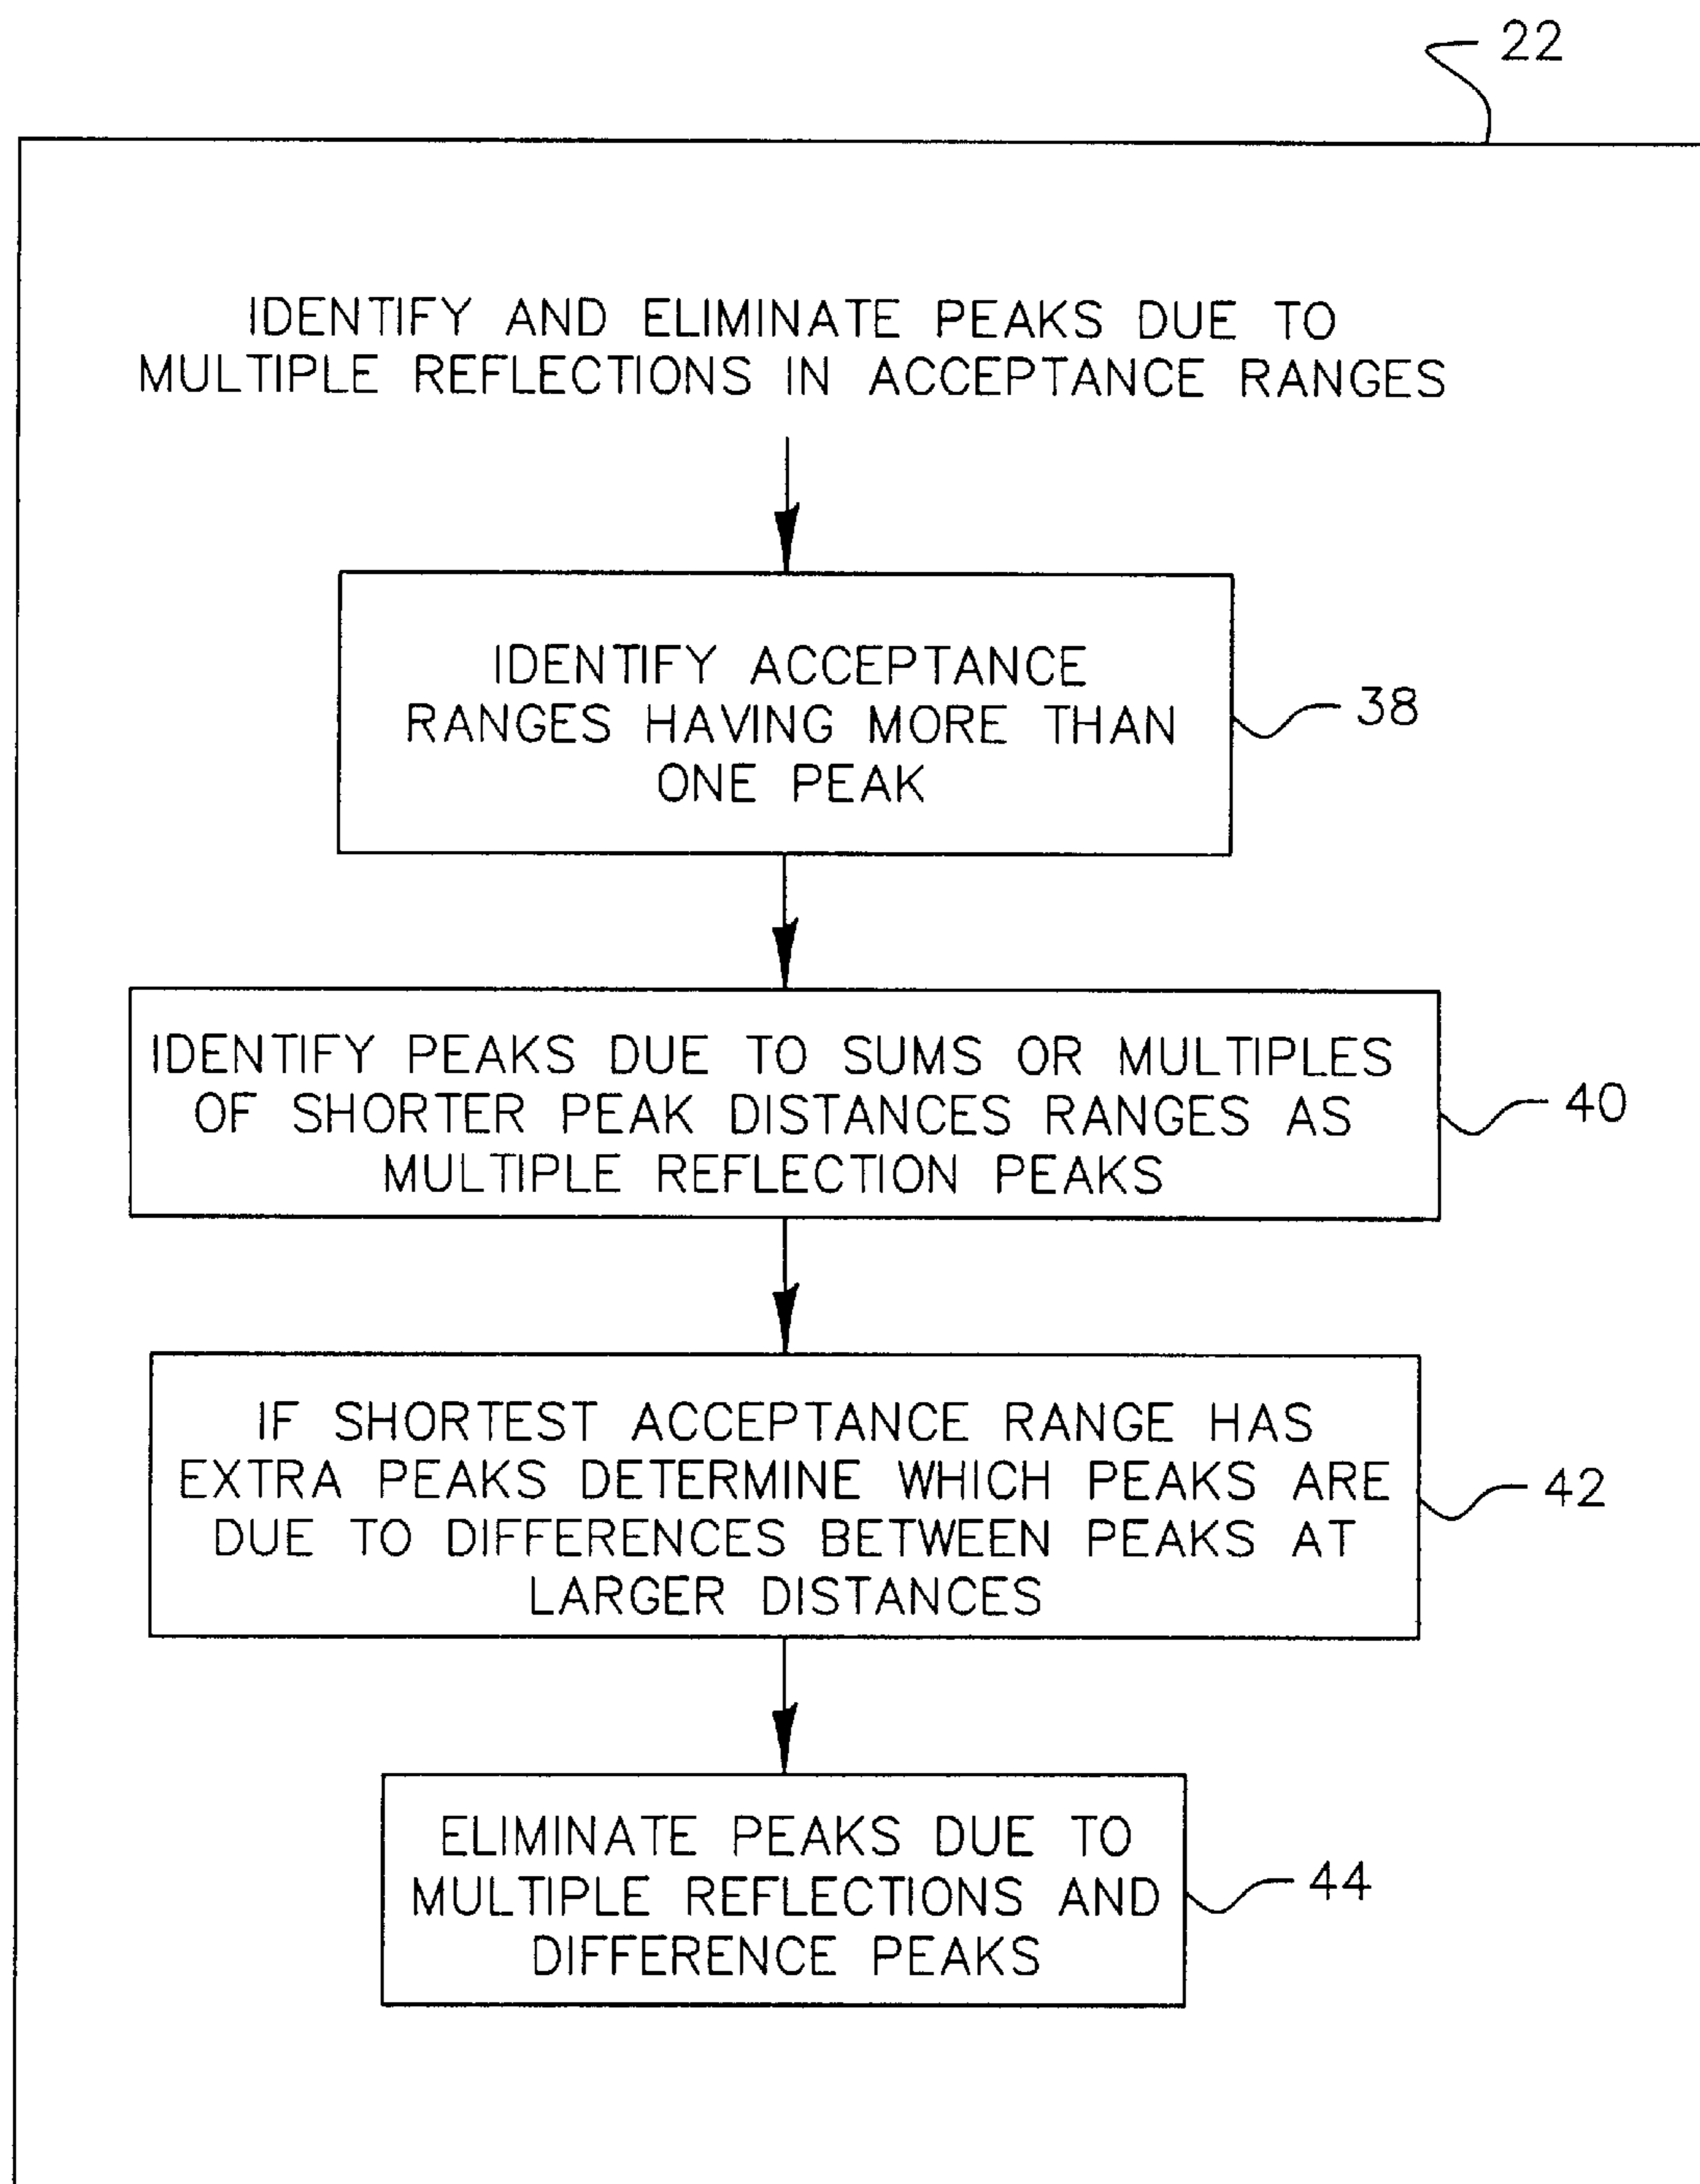 22
IDENTIFY AND ELIMINATE PEAKS DUE TO
MULTIPLE REFLECTIONS IN ACCEPTANCE RANGES
IDENTIFY ACCEPTANCE
RANGES HAVING MORE THAN
ONE PEAK
38
IDENTIFY PEAKS DUE TO SUMS OR MULTIPLES
OF SHORTER PEAK DISTANCES RANGES AS
MULTIPLE REFLECTION PEAKS
40
IF SHORTEST ACCEPTANCE RANGE HAS
EXTRA PEAKS DETERMINE WHICH PEAKS ARE
DUE TO DIFFERENCES BETWEEN PEAKS AT
LARGER DISTANCES
42
ELIMINATE PEAKS DUE TO
MULTIPLE REFLECTIONS AND
DIFFERENCE PEAKS
44